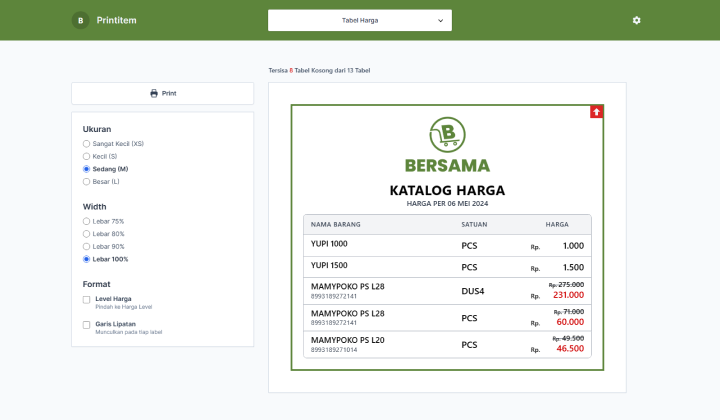 B Printitem
Tabel Harga
Tersisa 8 Tabel Kosong dari 13 Tabel
Print
Ukuran
Sangat Kecil (XS)
Kecil (S)
Sedang (M)
Besar (L)
Width
Lebar 75%
Lebar 80%
Lebar 90%
Lebar 100%
Format
Level Harga
Pindah ke Harga Level
Garis Lipatan
Munculkan pada tiap label
B
BERSAMA
KATALOG HARGA
HARGA PER 06 MEI 2024
NAMA BARANG SATUAN HARGA
YUPI 1000 PCS Rp. 1.000
YUPI 1500 PCS Rp. 1.500
MAMYPOKO PS L28 DUS4 Rp. 275.000
8993189272141 Rp. 231.000
MAMYPOKO PS L28 PCS Rp. 71.000
8993189272141 Rp. 60.000
MAMYPOKO PS L20 PCS Rp. 49.500
8993189271014 Rp. 46.500